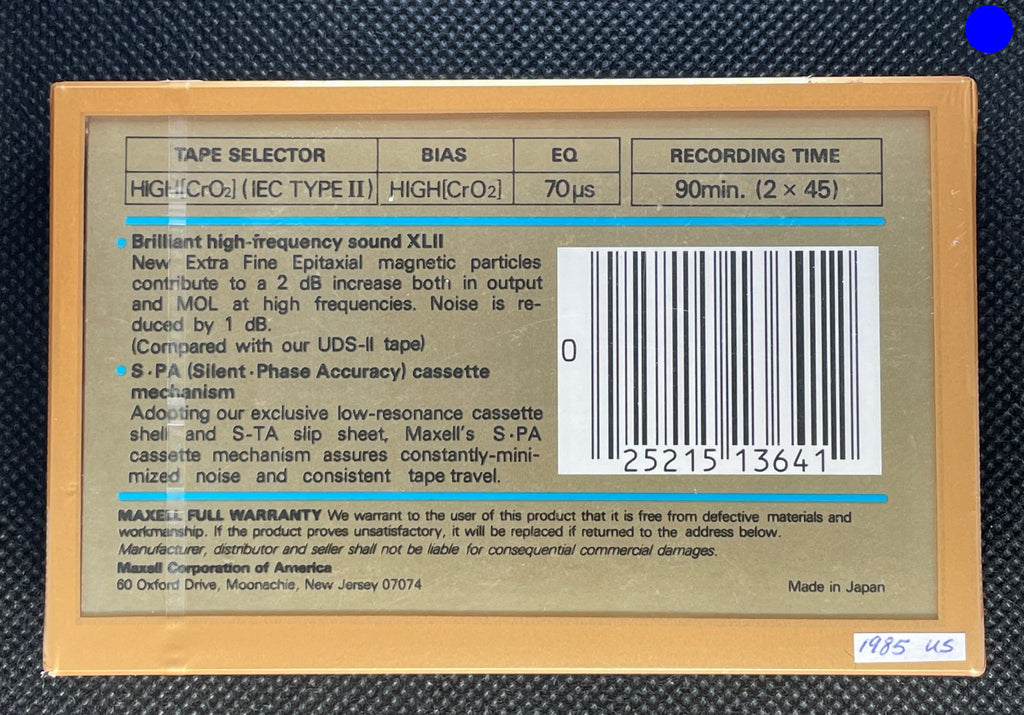 TAPE SELECTOR BIAS EQ RECORDING TIME
HIGH[CrO₂] (IEC TYPE II) HIGH[CrO₂] 70μs 90min. (2 × 45)
• Brilliant high-frequency sound XLII
New Extra Fine Epitaxial magnetic particles
contribute to a 2 dB increase both in output
and MOL at high frequencies. Noise is re-
duced by 1 dB.
(Compared with our UDS-II tape)
• S·PA (Silent·Phase Accuracy) cassette
mechanism
Adopting our exclusive low-resonance cassette
shell and S-TA slip sheet, Maxell's S·PA
cassette mechanism assures constantly-mini-
mized noise and consistent tape travel.
0
25215 13641
MAXELL FULL WARRANTY We warrant to the user of this product that it is free from defective materials and
workmanship. If the product proves unsatisfactory, it will be replaced if returned to the address below.
Manufacturer, distributor and seller shall not be liable for consequential commercial damages.
Maxell Corporation of America
60 Oxford Drive, Moonachie, New Jersey 07074
Made in Japan
1985 US